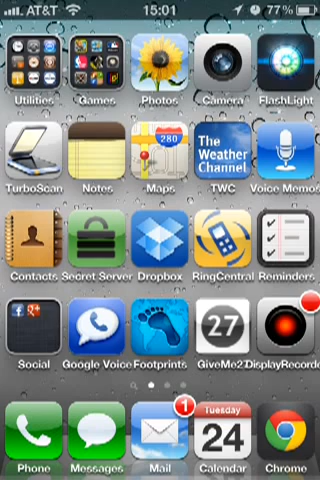 AT&T 15:01 77%
Utilities Games Photos Camera FlashLight
280
The Weather Channel
TurboScan Notes Maps TWC Voice Memos
Contacts Secret Server Dropbox RingCentral Reminders
27
Social Google Voice Footprints GiveMe27 DisplayRecorde
1
Tuesday
24
Phone Messages Mail Calendar Chrome